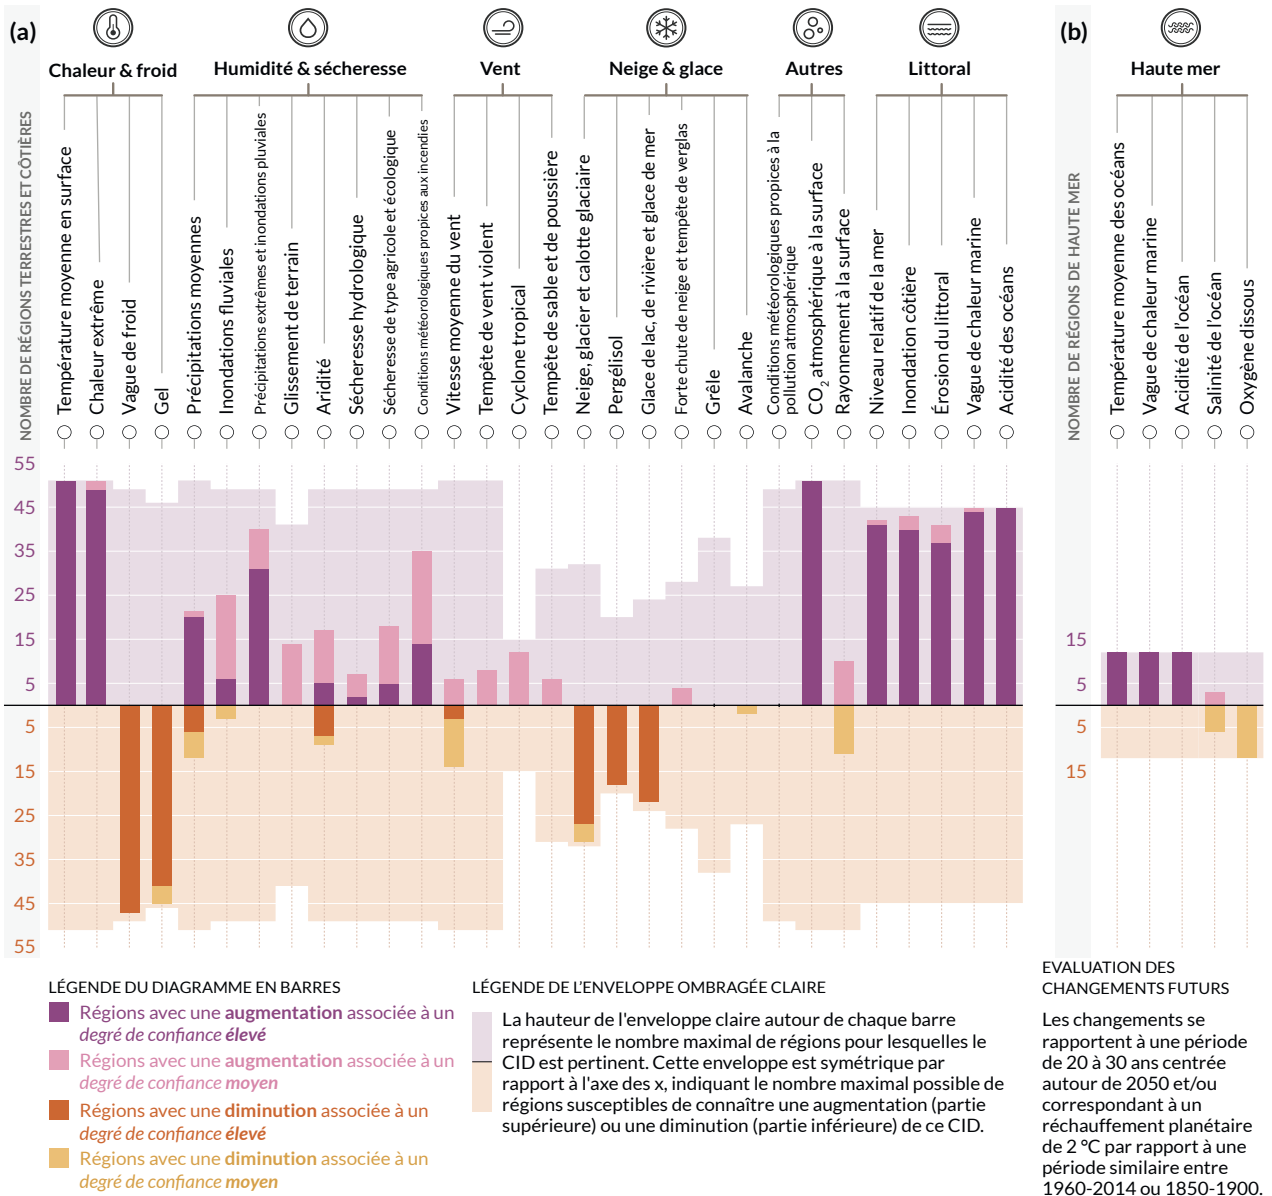 (a)
Chaleur & froid
Humidité & sécheresse
Vent
Neige & glace
Autres
Littoral
(b)
Haute mer
NOMBRE DE RÉGIONS TERRESTRES ET CÔTIÈRES
Température moyenne en surface
Chaleur extrême
Vague de froid
Gel
Précipitations moyennes
Inondations fluviales
Précipitations extrêmes et inondations pluviales
Glissement de terrain
Aridité
Sécheresse hydrologique
Sécheresse de type agricole et écologique
Conditions météorologiques propices aux incendies
Vitesse moyenne du vent
Tempête de vent violent
Cyclone tropical
Tempête de sable et de poussière
Neige, glacier et calotte glaciaire
Pergélisol
Glace de lac, de rivière et glace de mer
Forte chute de neige et tempête de verglas
Grêle
Avalanche
Conditions météorologiques propices à la
pollution atmosphérique
CO2 atmosphérique à la surface
Rayonnement à la surface
Niveau relatif de la mer
Inondation côtière
Érosion du littoral
Vague de chaleur marine
Acidité des océans
NOMBRE DE RÉGIONS DE HAUTE MER
Température moyenne des océans
Vague de chaleur marine
Acidité de l'océan
Salinité de l'océan
Oxygène dissous
55
45
35
25
15
5
5
15
25
35
45
55
15
5
5
15
LÉGENDE DU DIAGRAMME EN BARRES
Régions avec une augmentation associée à un
degré de confiance élevé
Régions avec une augmentation associée à un
degré de confiance moyen
Régions avec une diminution associée à un
degré de confiance élevé
Régions avec une diminution associée à un
degré de confiance moyen
LÉGENDE DE L'ENVELOPPE OMBRAGÉE CLAIRE
La hauteur de l'enveloppe claire autour de chaque barre
représente le nombre maximal de régions pour lesquelles le
CID est pertinent. Cette enveloppe est symétrique par
rapport à l'axe des x, indiquant le nombre maximal possible de
régions susceptibles de connaître une augmentation (partie
supérieure) ou une diminution (partie inférieure) de ce CID.
EVALUATION DES
CHANGEMENTS FUTURS
Les changements se
rapportent à une période
de 20 à 30 ans centrée
autour de 2050 et/ou
correspondant à un
réchauffement planétaire
de 2 °C par rapport à une
période similaire entre
1960-2014 ou 1850-1900.